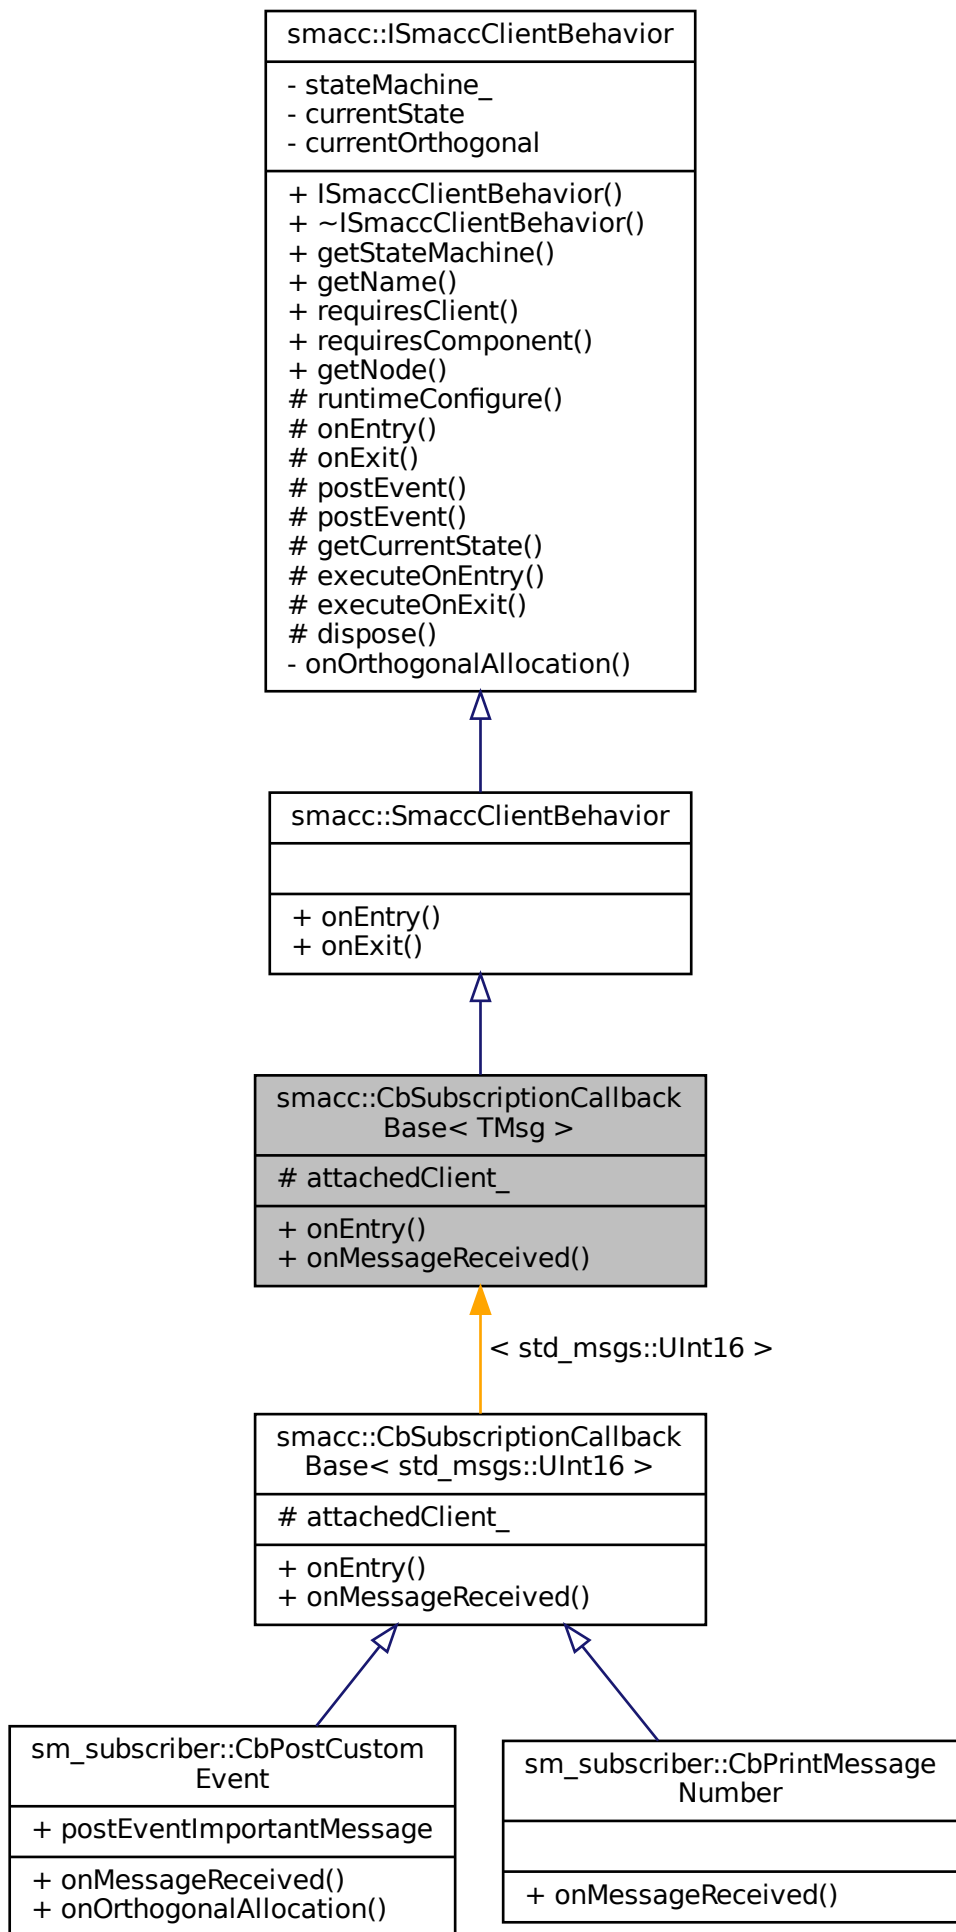 smacc::ISmaccClientBehavior
- stateMachine_
- currentState
- currentOrthogonal
+ ISmaccClientBehavior()
+ ~ISmaccClientBehavior()
+ getStateMachine()
+ getName()
+ requiresClient()
+ requiresComponent()
+ getNode()
# runtimeConfigure()
# onEntry()
# onExit()
# postEvent()
# postEvent()
# getCurrentState()
# executeOnEntry()
# executeOnExit()
# dispose()
- onOrthogonalAllocation()
smacc::SmaccClientBehavior
+ onEntry()
+ onExit()
smacc::CbSubscriptionCallback
Base< TMsg >
# attachedClient_
+ onEntry()
+ onMessageReceived()
< std_msgs::UInt16 >
smacc::CbSubscriptionCallback
Base< std_msgs::UInt16 >
# attachedClient_
+ onEntry()
+ onMessageReceived()
sm_subscriber::CbPostCustom
Event
+ postEventImportantMessage
+ onMessageReceived()
+ onOrthogonalAllocation()
sm_subscriber::CbPrintMessage
Number
+ onMessageReceived()